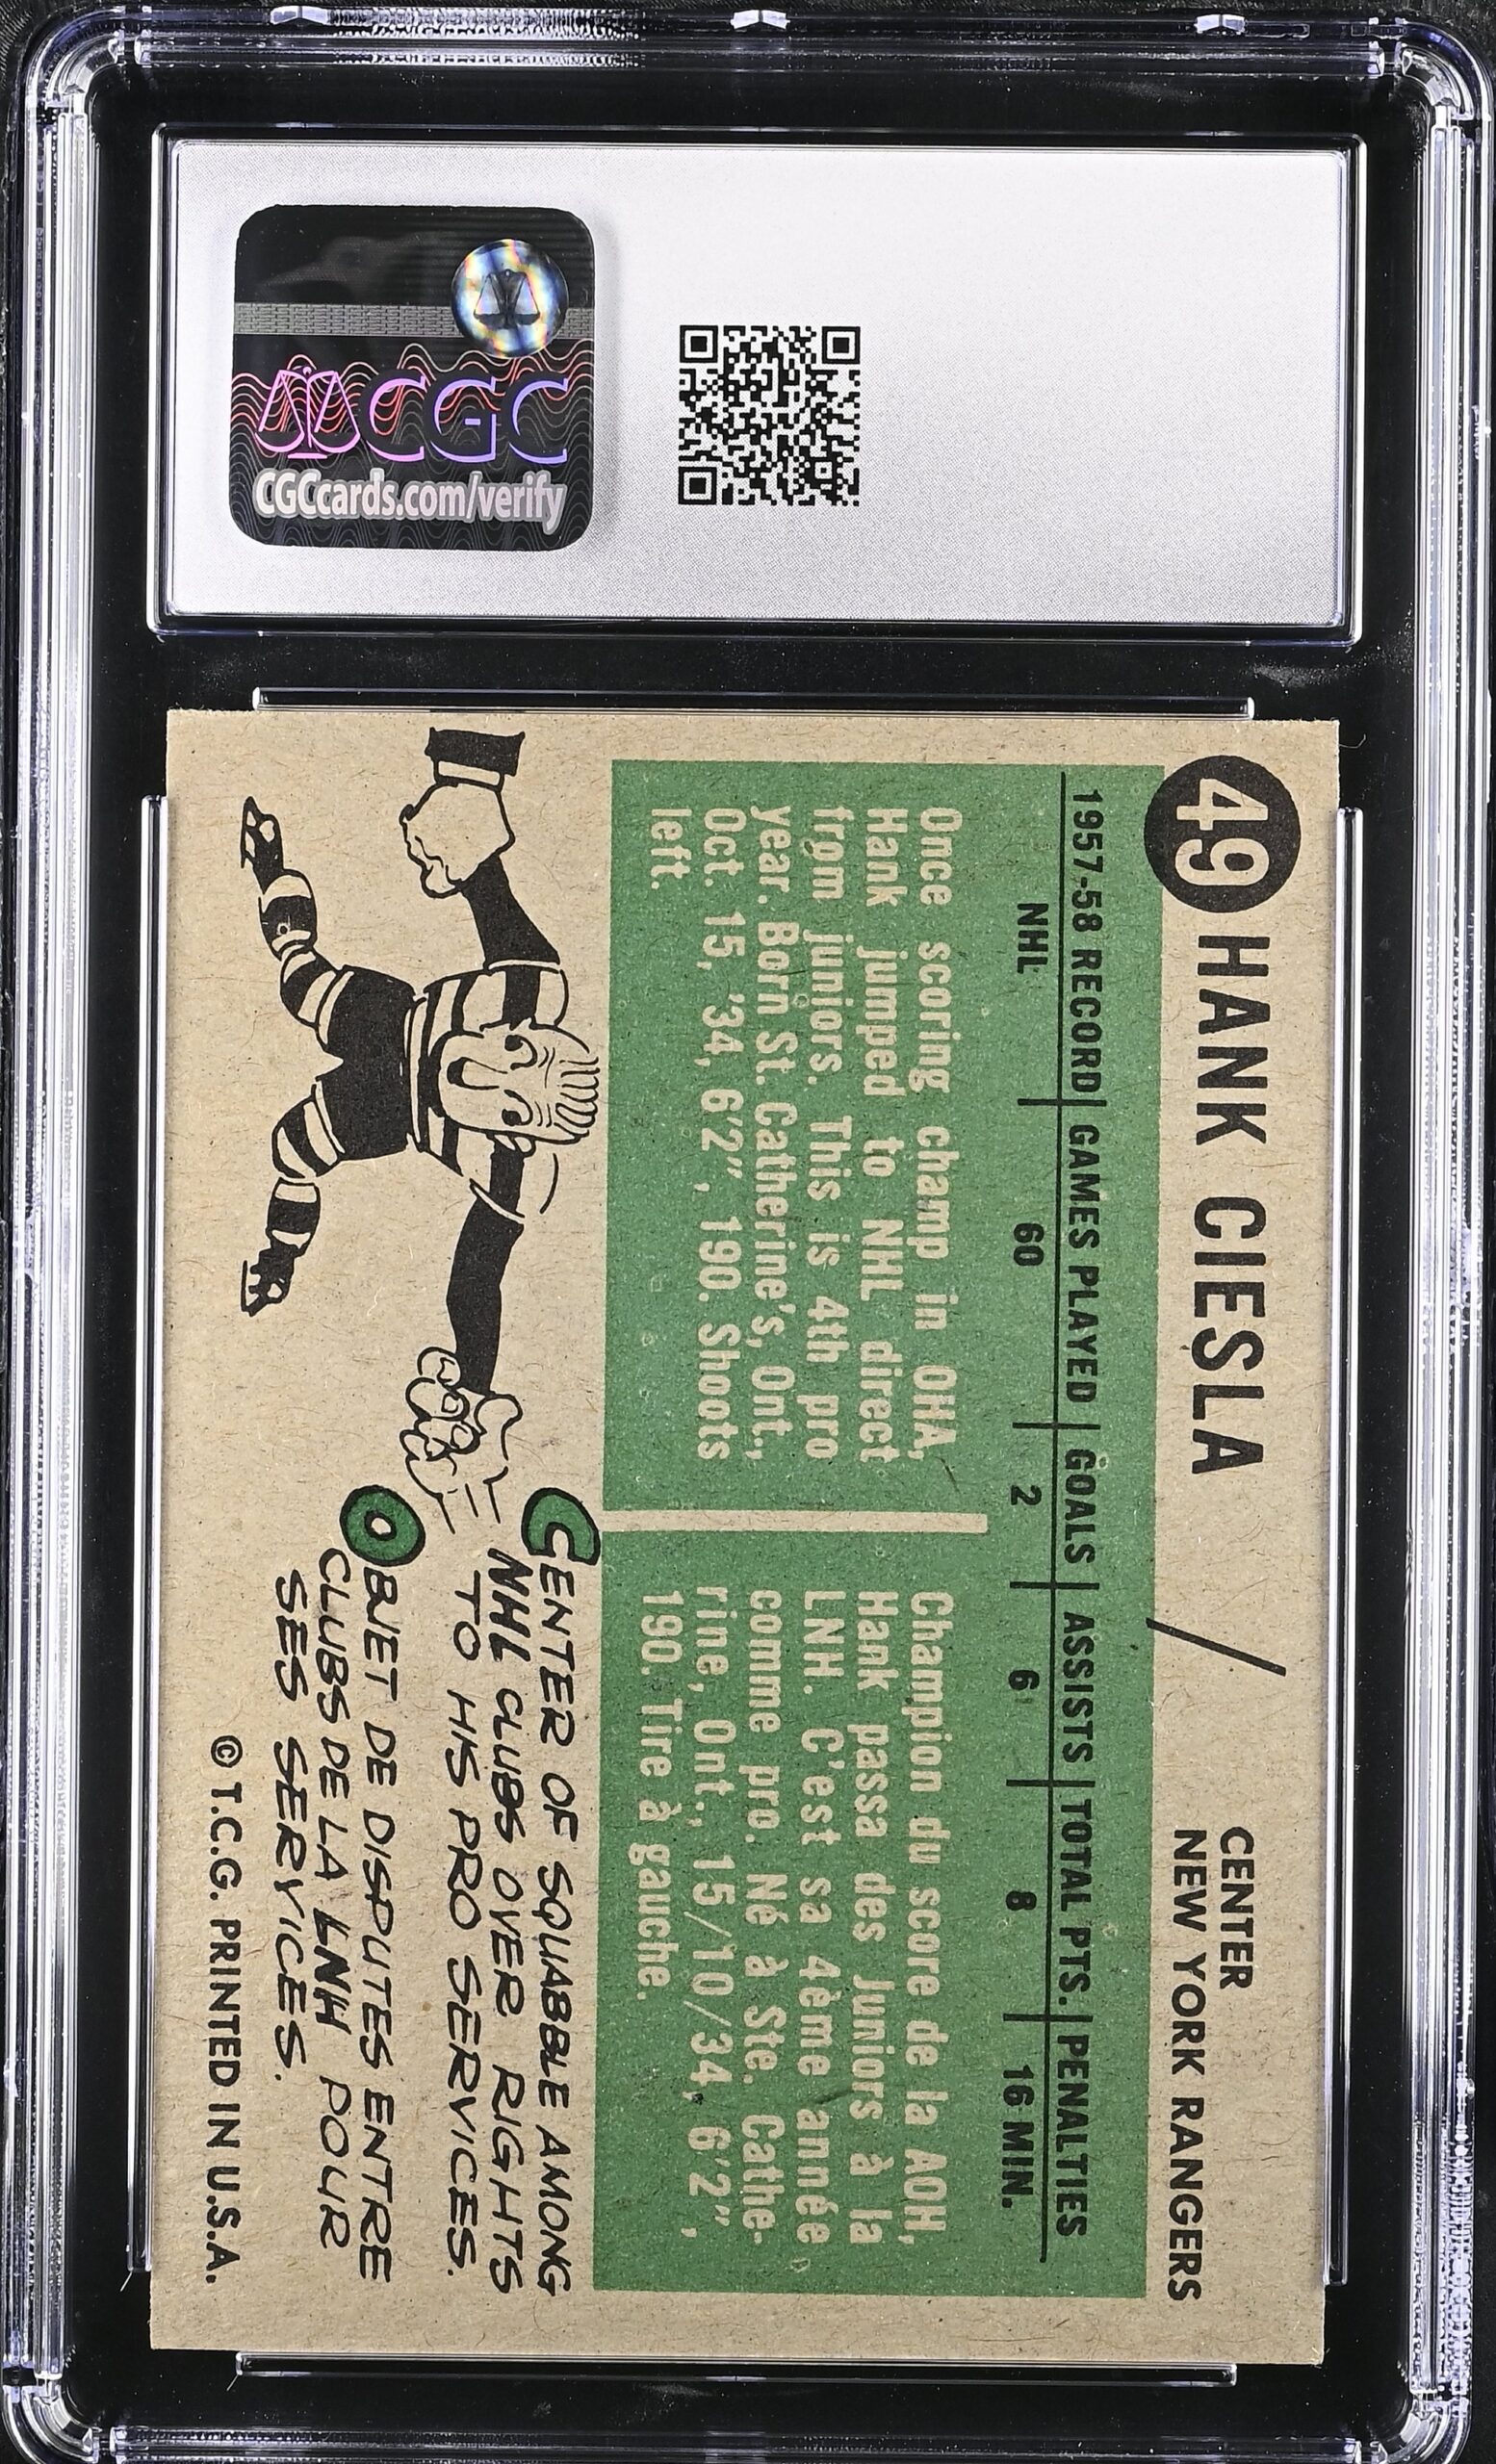 CGC
CGCcards.com/verify
49 HANK CIESLA / CENTER
NEW YORK RANGERS
1957-58 RECORD | GAMES PLAYED | GOALS | ASSISTS | TOTAL PTS. | PENALTIES
NHL 60 2 6 8 16 MIN.
Once scoring champ in OHA,
Hank jumped to NHL direct
from juniors. This is 4th pro
year. Born St. Catherine's, Ont.,
Oct. 15, '34, 6'2", 190. Shoots
left.
Champion du score de la AOH,
Hank passa des Juniors à la
LNH. C'est sa 4ème année
comme pro. Né à Ste. Cathe-
rine, Ont., 15/10/34, 6'2",
190. Tire à gauche.
CENTER OF SQUABBLE AMONG
NHL CLUBS OVER RIGHTS
TO HIS PRO SERVICES.
OBJET DE DISPUTES ENTRE
CLUBS DE LA LNH POUR
SES SERVICES.
© T.C.G. PRINTED IN U.S.A.